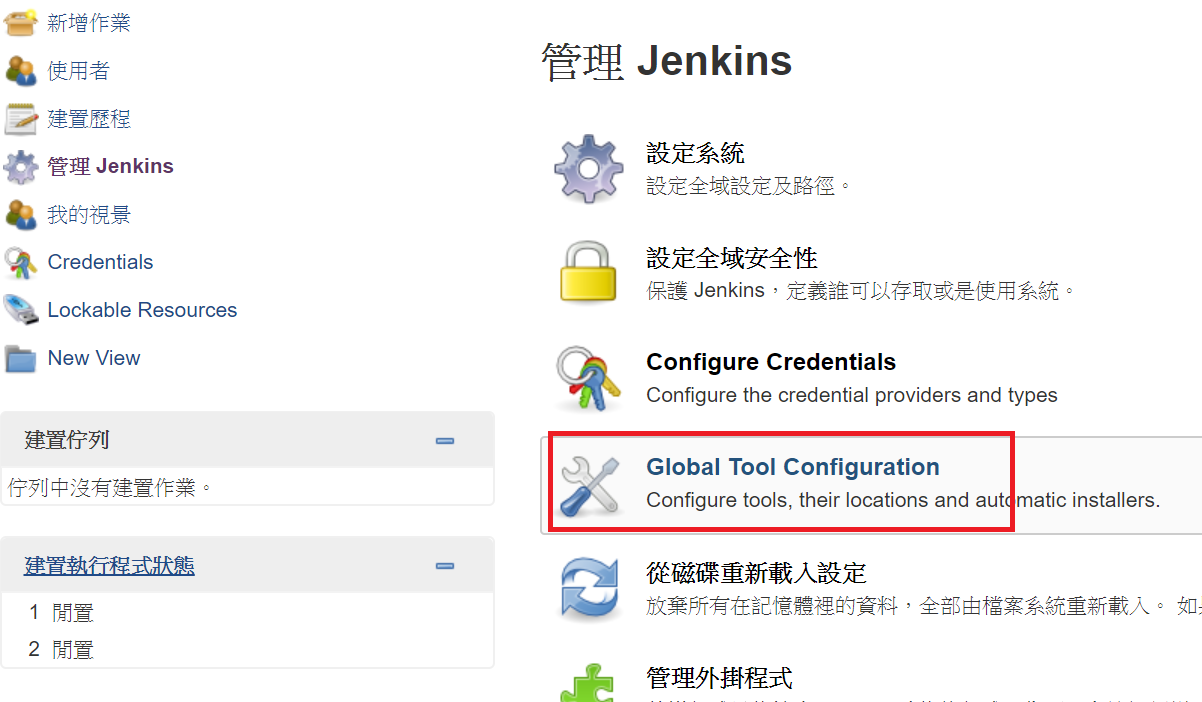 新增作業
使用者
建置歷程
管理 Jenkins
我的視景
Credentials
Lockable Resources
New View
建置佇列
佇列中沒有建置作業。
建置執行程式狀態
1 閒置
2 閒置
管理 Jenkins
設定系統
設定全域設定及路徑。
設定全域安全性
保護 Jenkins，定義誰可以存取或是使用系統。
Configure Credentials
Configure the credential providers and types
Global Tool Configuration
Configure tools, their locations and automatic installers.
從磁碟重新載入設定
放棄所有在記憶體裡的資料，全部由檔案系統重新載入。 如
管理外掛程式